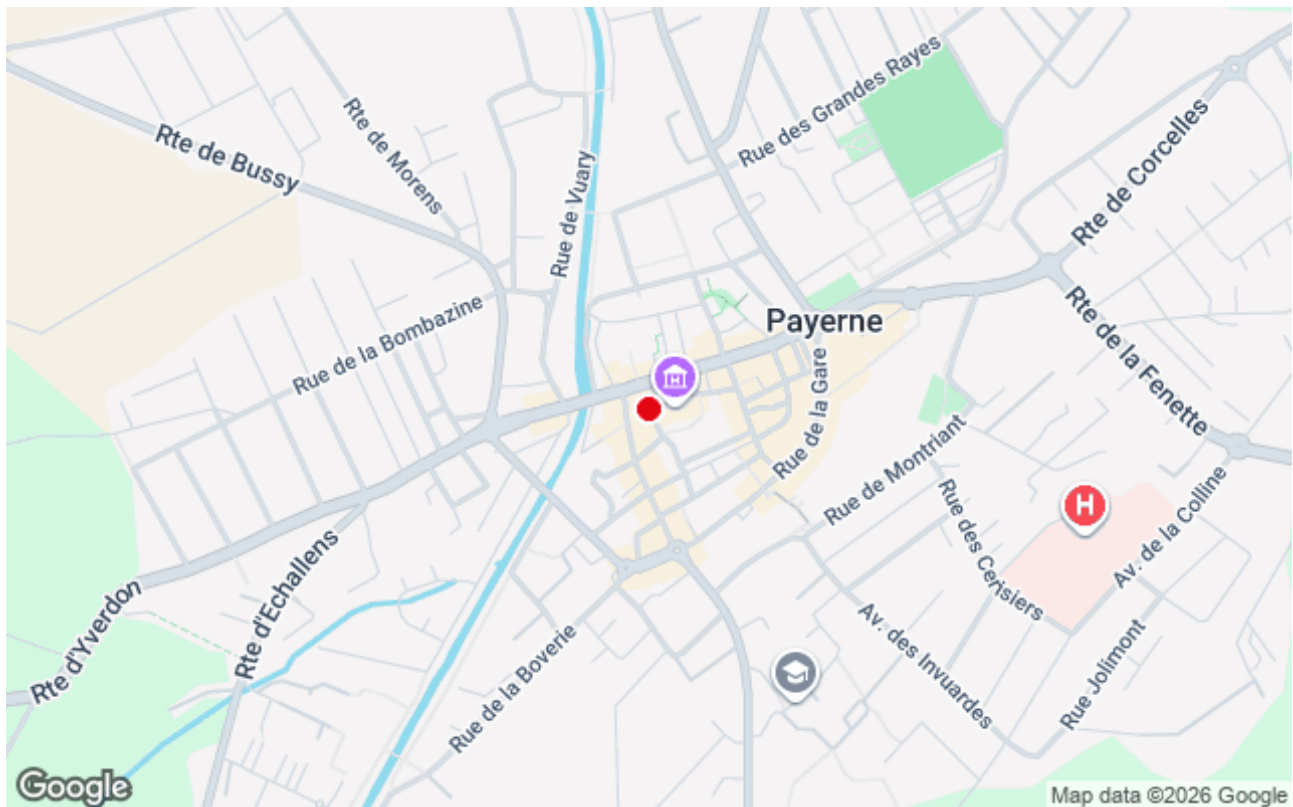 Rue des Grandes Rayes
Rte de Morens
Rte de Bussy
Rue de Vuary
Rte de Corcelles
Rue de la Bombazine
Payerne
Rte de la Fenette
Rue de la Gare
Rue de Montriant
H
Rue des Cerisiers
Av. de la Colline
Rte d'Echallens
Rte d'Yverdon
Rue de la Boverie
Av. des Invuardes
Rue Jolimont
Google
Map data ©2026 Google